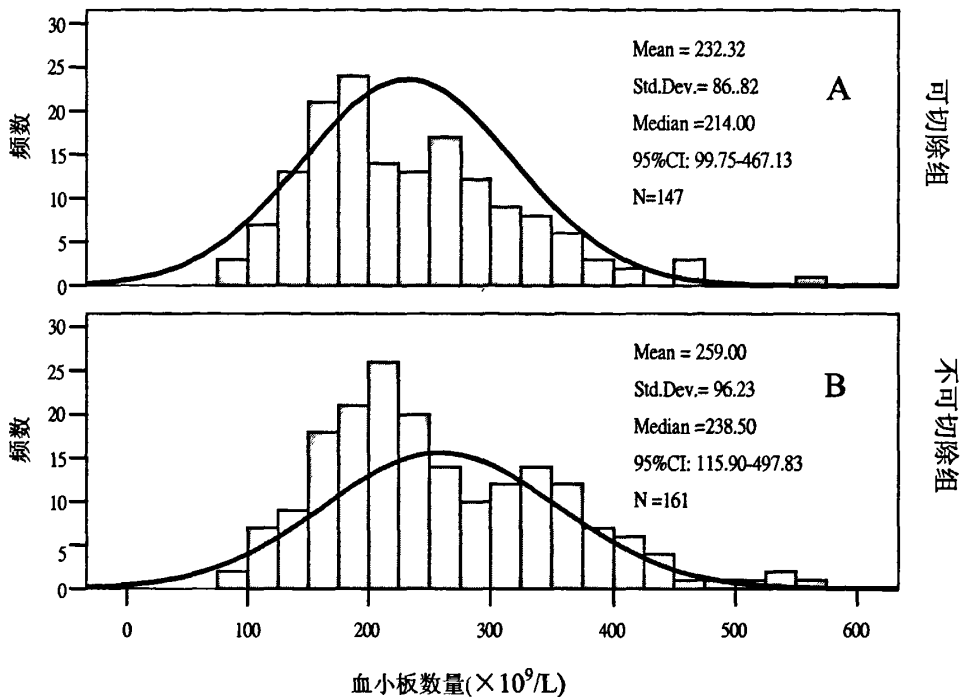 30
25
20
15
10
5
0
频数
Mean = 232.32
Std.Dev.= 86..82
Median =214.00
95%CI: 99.75-467.13
N=147
A
可切除组
30
25
20
15
10
5
0
频数
Mean = 259.00
Std.Dev.= 96.23
Median =238.50
95%CI: 115.90-497.83
N =161
B
不可切除组
0 100 200 300 400 500 600
血小板数量(×10⁹/L)